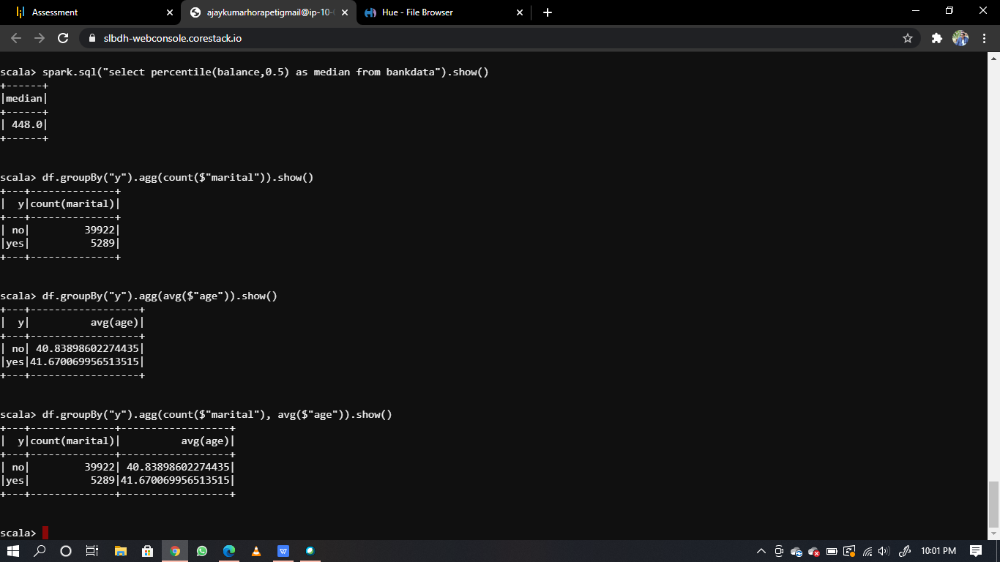 Assessment
ajaykumarhorapetigmail@ip-10-
Hue - File Browser
slbdh-webconsole.corestack.io
scala> spark.sql("select percentile(balance,0.5) as median from bankdata").show()
+------+
|median|
+------+
| 448.0|
+------+
scala> df.groupBy("y").agg(count($"marital")).show()
+---+--------------+
|  y|count(marital)|
+---+--------------+
| no|         39922|
|yes|          5289|
+---+--------------+
scala> df.groupBy("y").agg(avg($"age")).show()
+---+------------------+
|  y|          avg(age)|
+---+------------------+
| no| 40.83898602274435|
|yes|41.670069956513515|
+---+------------------+
scala> df.groupBy("y").agg(count($"marital"), avg($"age")).show()
+---+--------------+------------------+
|  y|count(marital)|          avg(age)|
+---+--------------+------------------+
| no|         39922| 40.83898602274435|
|yes|          5289|41.670069956513515|
+---+--------------+------------------+
scala>
10:01 PM